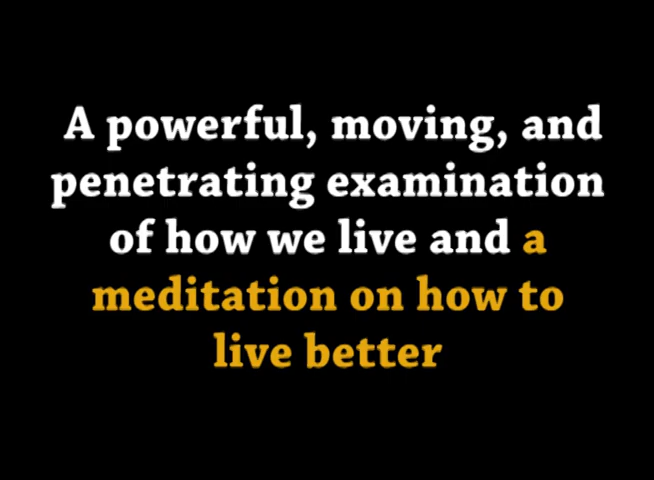 A powerful, moving, and
penetrating examination
of how we live and a
meditation on how to
live better